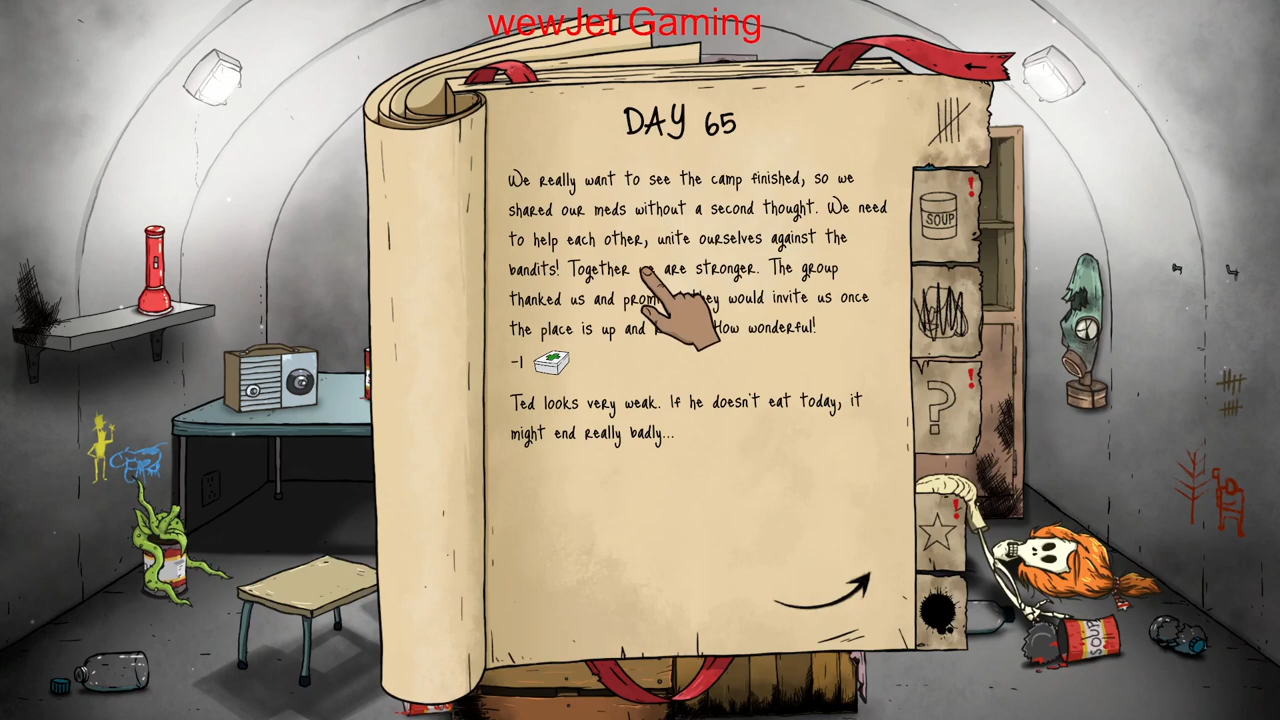 wewJet Gaming
DAY 65
We really want to see the camp finished, so we
shared our meds without a second thought. We need
to help each other, unite ourselves against the
bandits! Together are stronger. The group
thanked us and they would invite us once
the place is up and How wonderful!
-1
Ted looks very weak. If he doesn't eat today, it
might end really badly...
!
SOUP
!
?
!
SOUP